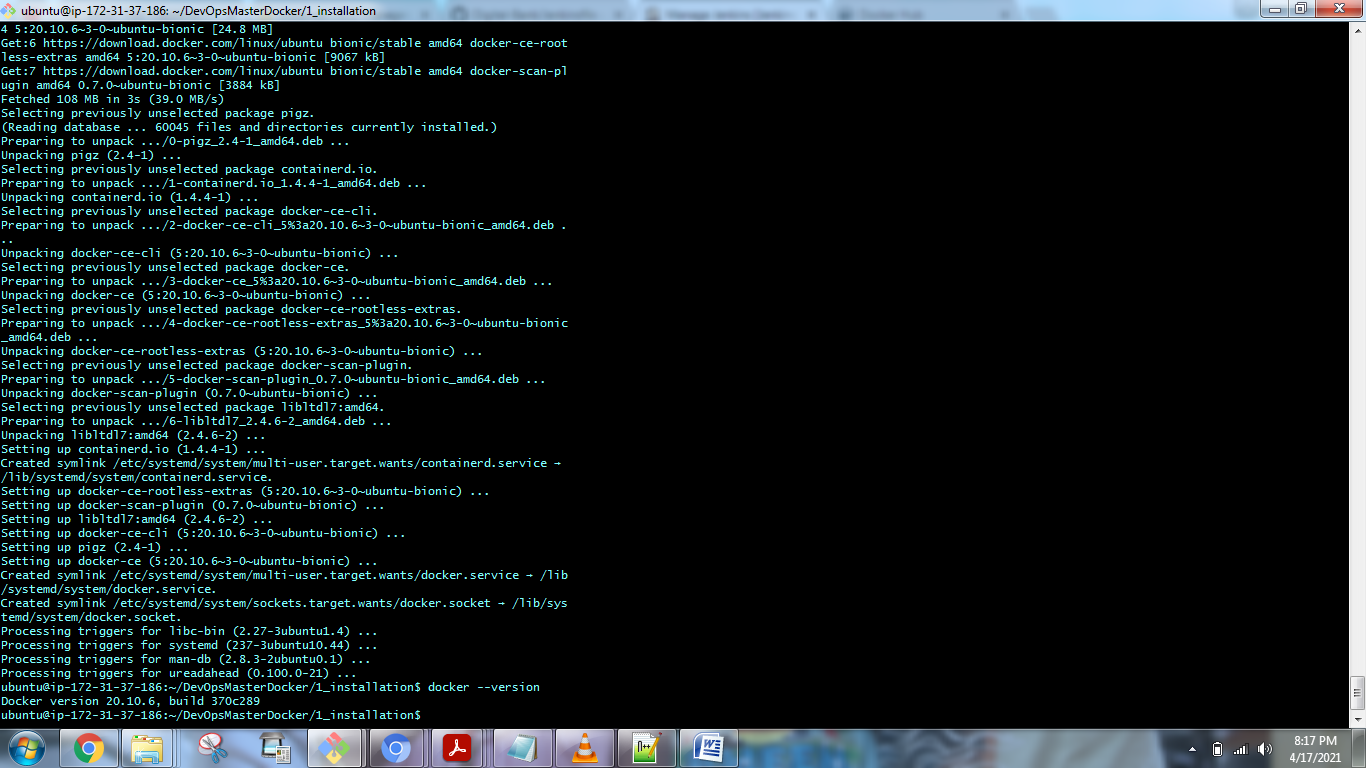 ubuntu@ip-172-31-37-186: ~/DevOpsMasterDocker/1_installation
4 5:20.10.6~3-0~ubuntu-bionic [24.8 MB]
Get:6 https://download.docker.com/linux/ubuntu bionic/stable amd64 docker-ce-root
less-extras amd64 5:20.10.6~3-0~ubuntu-bionic [9067 kB]
Get:7 https://download.docker.com/linux/ubuntu bionic/stable amd64 docker-scan-pl
ugin amd64 0.7.0~ubuntu-bionic [3884 kB]
Fetched 108 MB in 3s (39.0 MB/s)
Selecting previously unselected package pigz.
(Reading database ... 60045 files and directories currently installed.)
Preparing to unpack .../0-pigz_2.4-1_amd64.deb ...
Unpacking pigz (2.4-1) ...
Selecting previously unselected package containerd.io.
Preparing to unpack .../1-containerd.io_1.4.4-1_amd64.deb ...
Unpacking containerd.io (1.4.4-1) ...
Selecting previously unselected package docker-ce-cli.
Preparing to unpack .../2-docker-ce-cli_5%3a20.10.6~3-0~ubuntu-bionic_amd64.deb .
..
Unpacking docker-ce-cli (5:20.10.6~3-0~ubuntu-bionic) ...
Selecting previously unselected package docker-ce.
Preparing to unpack .../3-docker-ce_5%3a20.10.6~3-0~ubuntu-bionic_amd64.deb ...
Unpacking docker-ce (5:20.10.6~3-0~ubuntu-bionic) ...
Selecting previously unselected package docker-ce-rootless-extras.
Preparing to unpack .../4-docker-ce-rootless-extras_5%3a20.10.6~3-0~ubuntu-bionic
_amd64.deb ...
Unpacking docker-ce-rootless-extras (5:20.10.6~3-0~ubuntu-bionic) ...
Selecting previously unselected package docker-scan-plugin.
Preparing to unpack .../5-docker-scan-plugin_0.7.0~ubuntu-bionic_amd64.deb ...
Unpacking docker-scan-plugin (0.7.0~ubuntu-bionic) ...
Selecting previously unselected package libltdl7:amd64.
Preparing to unpack .../6-libltdl7_2.4.6-2_amd64.deb ...
Unpacking libltdl7:amd64 (2.4.6-2) ...
Setting up containerd.io (1.4.4-1) ...
Created symlink /etc/systemd/system/multi-user.target.wants/containerd.service →
/lib/systemd/system/containerd.service.
Setting up docker-ce-rootless-extras (5:20.10.6~3-0~ubuntu-bionic) ...
Setting up docker-scan-plugin (0.7.0~ubuntu-bionic) ...
Setting up libltdl7:amd64 (2.4.6-2) ...
Setting up docker-ce-cli (5:20.10.6~3-0~ubuntu-bionic) ...
Setting up pigz (2.4-1) ...
Setting up docker-ce (5:20.10.6~3-0~ubuntu-bionic) ...
Created symlink /etc/systemd/system/multi-user.target.wants/docker.service → /lib
/systemd/system/docker.service.
Created symlink /etc/systemd/system/sockets.target.wants/docker.socket → /lib/sys
temd/system/docker.socket.
Processing triggers for libc-bin (2.27-3ubuntu1.4) ...
Processing triggers for systemd (237-3ubuntu10.44) ...
Processing triggers for man-db (2.8.3-2ubuntu0.1) ...
Processing triggers for ureadahead (0.100.0-21) ...
ubuntu@ip-172-31-37-186:~/DevOpsMasterDocker/1_installation$ docker --version
Docker version 20.10.6, build 370c289
ubuntu@ip-172-31-37-186:~/DevOpsMasterDocker/1_installation$
8:17 PM
4/17/2021